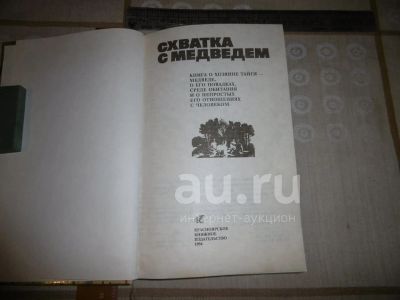 СХВАТКА
С МЕДВЕДЕМ
КНИГА О ХОЗЯИНЕ ТАЙГИ —
МЕДВЕДЕ,
О ЕГО ПОВАДКАХ,
СРЕДЕ ОБИТАНИЯ
И О НЕПРОСТЫХ
ЕГО ОТНОШЕНИЯХ
С ЧЕЛОВЕКОМ
au.ru
интернет-аукцион
КРАСНОЯРСКОЕ
КНИЖНОЕ
ИЗДАТЕЛЬСТВО
1994